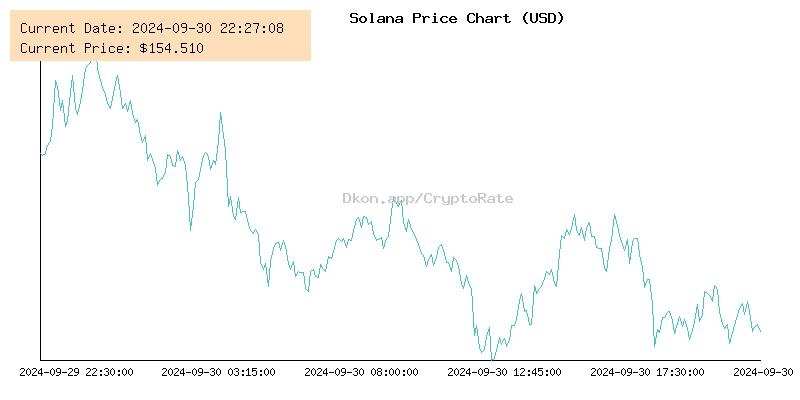 Solana Price Chart (USD)
Current Date: 2024-09-30 22:27:08
Current Price: $154.510
Dkon.app/CryptoRate
2024-09-29 22:30:00 2024-09-30 03:15:00 2024-09-30 08:00:00 2024-09-30 12:45:00 2024-09-30 17:30:00 2024-09-30